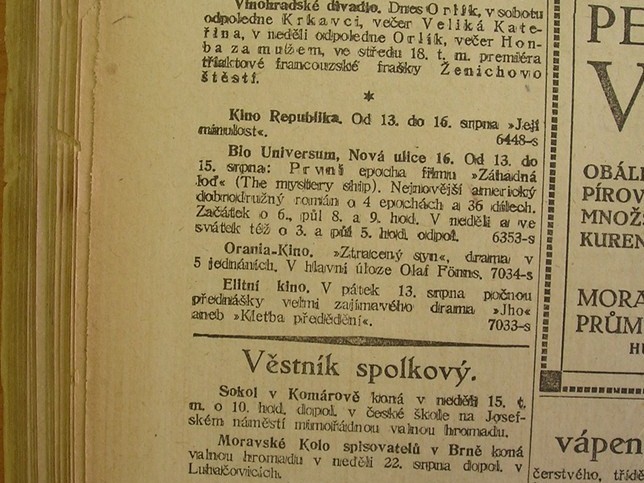 Vinohradské divadlo. Dnes Orlík, v sobotu
odpoledne Krkavci, večer Veliká Kate-
řina, v neděli odpoledne Orlík, večer Hon-
ba za mužem, ve středu 18. t. m. premiéra
tříaktové francouzské frašky Ženichovo
štěstí.
*
Kino Republika. Od 13. do 16. srpna »Její
minulost«. 6448-s
Bio Universum, Nová ulice 16. Od 13. do
15. srpna: První epocha filmu »Záhadná
loď« (The mystery ship). Nejnovější americký
dobrodružný román o 4 epochách a 36 dílech.
Začátek o 6., půl 8. a 9. hod. V neděli a ve
svátek též o 3. a půl 5. hod. odpol. 6353-s
Orania-Kino. »Ztracený syn«, drama v
5 jednáních. V hlavní úloze Olaf Fönns. 7034-s
Elitní kino. V pátek 13. srpna počnou
přednášky velmi zajímavého drama »Jho«
aneb »Kletba předědění«. 7033-s
Věstník spolkový.
Sokol v Komárově koná v neděli 15. t.
m. o 10. hod. dopol. v české škole na Josef-
ském náměstí mimořádnou valnou hromadu.
Moravské Kolo spisovatelů v Brně koná
valnou hromadu v neděli 22. srpna dopol. v
Luhačovicích.
PE
V
OBÁL
PÍROV
MNOŽ
KUREN
MORA
PRŮM
vápen
čerstvého, tříd